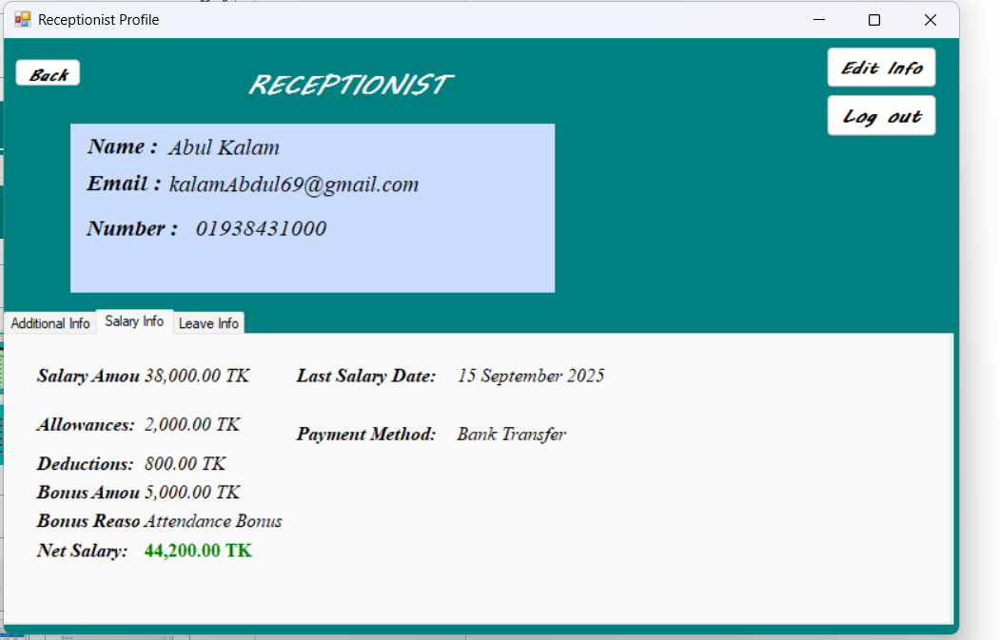 Receptionist Profile
Back
RECEPTIONIST
Edit Info
Log out
Name : Abul Kalam
Email : kalamAbdul69@gmail.com
Number : 01938431000
Additional Info Salary Info Leave Info
Salary Amou 38,000.00 TK Last Salary Date: 15 September 2025
Allowances: 2,000.00 TK
Payment Method: Bank Transfer
Deductions: 800.00 TK
Bonus Amou 5,000.00 TK
Bonus Reaso Attendance Bonus
Net Salary: 44,200.00 TK